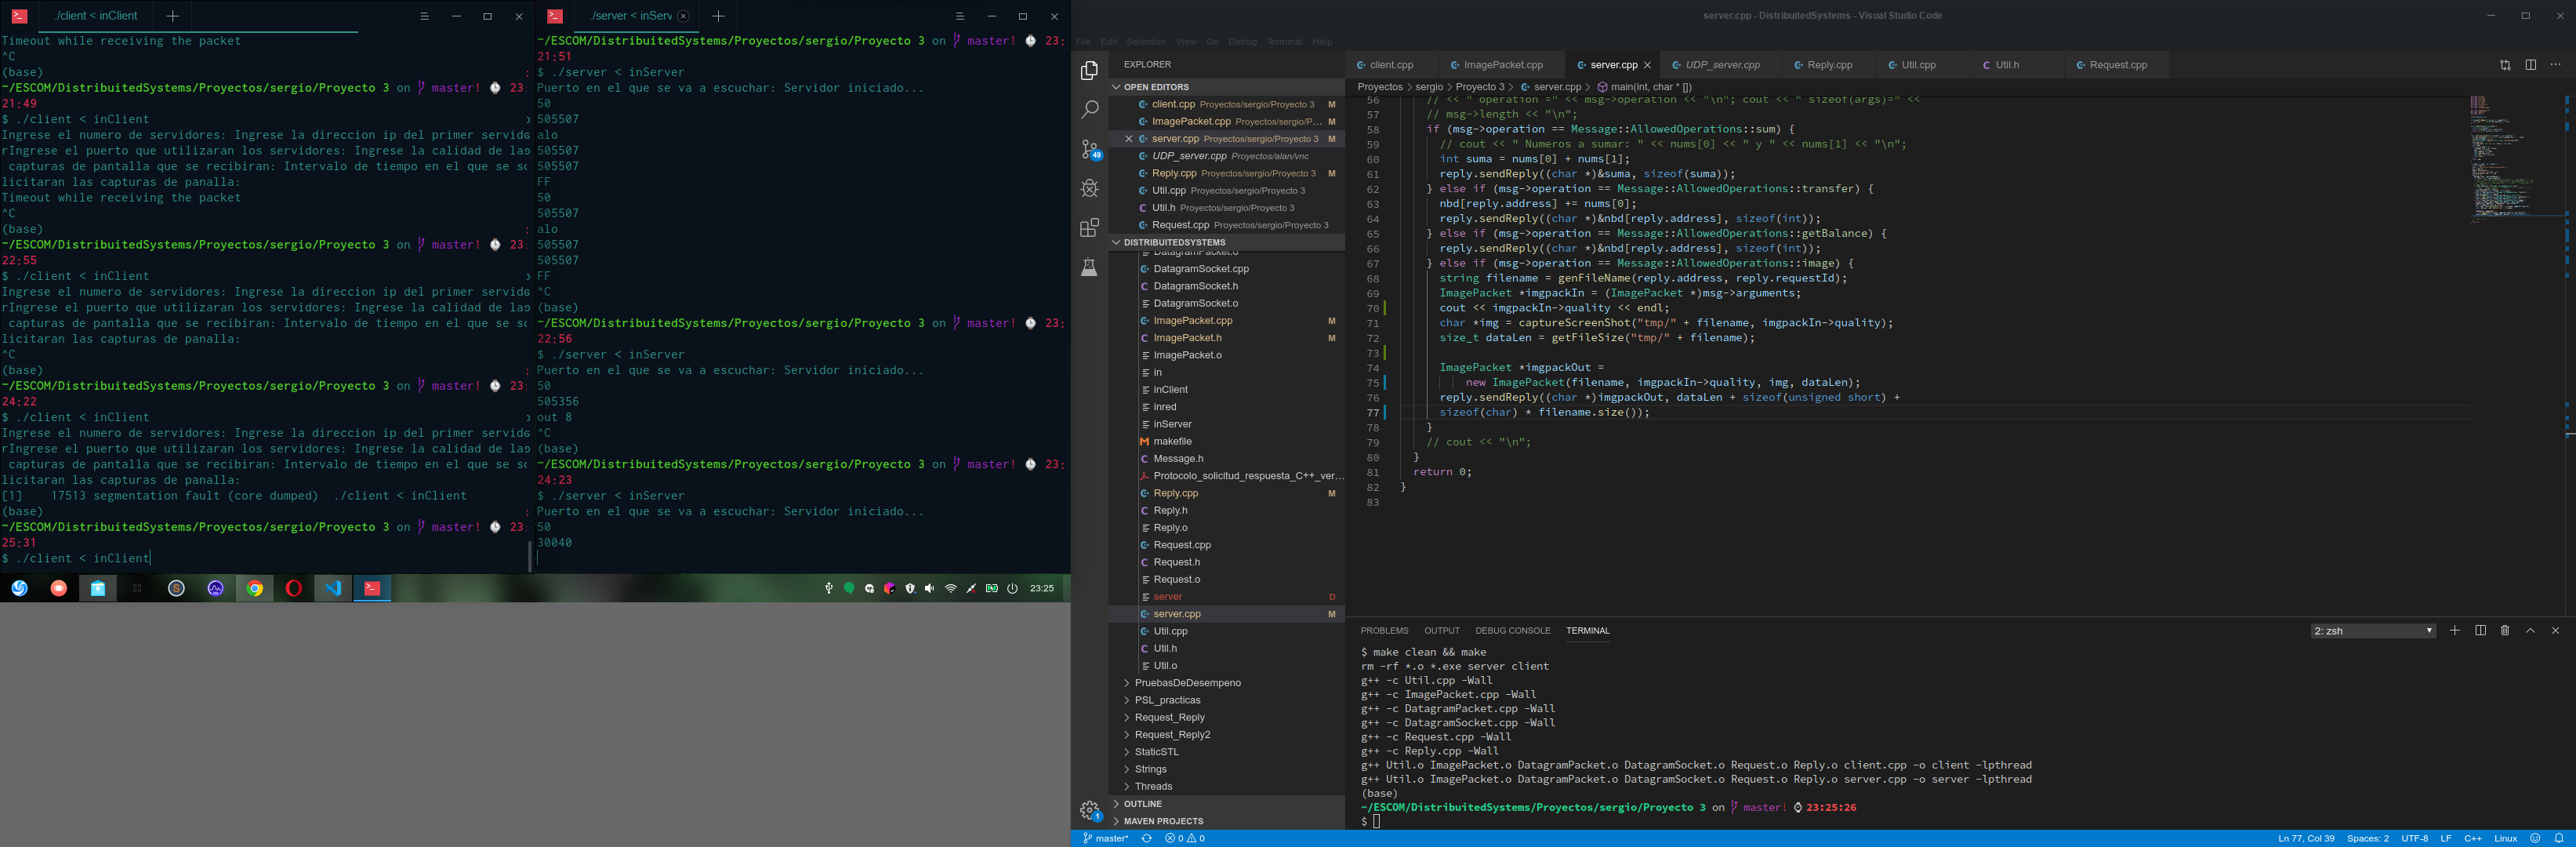 ./client < inClient
Timeout while receiving the packet
^C
(base)
~/ESCOM/DistribuitedSystems/Proyectos/sergio/Proyecto 3 on master! 23:
21:49
$ ./client < inClient
Ingrese el numero de servidores: Ingrese la direccion ip del primer servido
rIngrese el puerto que utilizaran los servidores: Ingrese la calidad de las
capturas de pantalla que se recibiran: Intervalo de tiempo en el que se so
licitaran las capturas de panalla:
Timeout while receiving the packet
^C
(base)
~/ESCOM/DistribuitedSystems/Proyectos/sergio/Proyecto 3 on master! 23:
22:55
$ ./client < inClient
Ingrese el numero de servidores: Ingrese la direccion ip del primer servido
rIngrese el puerto que utilizaran los servidores: Ingrese la calidad de las
capturas de pantalla que se recibiran: Intervalo de tiempo en el que se so
licitaran las capturas de panalla:
^C
(base)
~/ESCOM/DistribuitedSystems/Proyectos/sergio/Proyecto 3 on master! 23:
24:22
$ ./client < inClient
Ingrese el numero de servidores: Ingrese la direccion ip del primer servido
rIngrese el puerto que utilizaran los servidores: Ingrese la calidad de las
capturas de pantalla que se recibiran: Intervalo de tiempo en el que se so
licitaran las capturas de panalla:
[1] 17513 segmentation fault (core dumped) ./client < inClient
(base)
~/ESCOM/DistribuitedSystems/Proyectos/sergio/Proyecto 3 on master! 23:
25:31
$ ./client < inClient
./server < inServ
~/ESCOM/DistribuitedSystems/Proyectos/sergio/Proyecto 3 on master! 23:
21:51
$ ./server < inServer
Puerto en el que se va a escuchar: Servidor iniciado...
50
505507
alo
505507
505507
FF
50
505507
alo
505507
505507
FF
^C
(base)
~/ESCOM/DistribuitedSystems/Proyectos/sergio/Proyecto 3 on master! 23:
22:56
$ ./server < inServer
Puerto en el que se va a escuchar: Servidor iniciado...
50
505356
out 8
^C
(base)
~/ESCOM/DistribuitedSystems/Proyectos/sergio/Proyecto 3 on master! 23:
24:23
$ ./server < inServer
Puerto en el que se va a escuchar: Servidor iniciado...
50
30040
23:25
server.cpp - DistribuitedSystems - Visual Studio Code
File Edit Selection View Go Debug Terminal Help
EXPLORER
OPEN EDITORS
client.cpp Proyectos/sergio/Proyecto 3 M
ImagePacket.cpp Proyectos/sergio/P... M
server.cpp Proyectos/sergio/Proyecto 3 M
UDP_server.cpp Proyectos/alan/vnc
Reply.cpp Proyectos/sergio/Proyecto 3 M
Util.cpp Proyectos/sergio/Proyecto 3
Util.h Proyectos/sergio/Proyecto 3
Request.cpp Proyectos/sergio/Proyecto 3
DISTRIBUITEDSYSTEMS
DatagramPacket.o
DatagramSocket.cpp
DatagramSocket.h
DatagramSocket.o
ImagePacket.cpp M
ImagePacket.h M
ImagePacket.o
in
inClient
inred
inServer
makefile
Message.h
Protocolo_solicitud_respuesta_C++_ver...
Reply.cpp M
Reply.h
Reply.o
Request.cpp
Request.h
Request.o
server D
server.cpp M
Util.cpp
Util.h
Util.o
PruebasDeDesempeno
PSL_practicas
Request_Reply
Request_Reply2
StaticSTL
Strings
Threads
OUTLINE
MAVEN PROJECTS
49
1
client.cpp ImagePacket.cpp server.cpp UDP_server.cpp Reply.cpp Util.cpp Util.h Request.cpp
Proyectos > sergio > Proyecto 3 > server.cpp > main(int, char * [])
56 // << " operation =" << msg->operation << "\n"; cout << " sizeof(args)=" <<
57 // msg->length << "\n";
58 if (msg->operation == Message::AllowedOperations::sum) {
59 // cout << " Numeros a sumar: " << nums[0] << " y " << nums[1] << "\n";
60 int suma = nums[0] + nums[1];
61 reply.sendReply((char *)&suma, sizeof(suma));
62 } else if (msg->operation == Message::AllowedOperations::transfer) {
63 nbd[reply.address] += nums[0];
64 reply.sendReply((char *)&nbd[reply.address], sizeof(int));
65 } else if (msg->operation == Message::AllowedOperations::getBalance) {
66 reply.sendReply((char *)&nbd[reply.address], sizeof(int));
67 } else if (msg->operation == Message::AllowedOperations::image) {
68 string filename = genFileName(reply.address, reply.requestId);
69 ImagePacket *imgpackIn = (ImagePacket *)msg->arguments;
70 cout << imgpackIn->quality << endl;
71 char *img = captureScreenShot("tmp/" + filename, imgpackIn->quality);
72 size_t dataLen = getFileSize("tmp/" + filename);
73
74 ImagePacket *imgpackOut =
75 new ImagePacket(filename, imgpackIn->quality, img, dataLen);
76 reply.sendReply((char *)imgpackOut, dataLen + sizeof(unsigned short) +
77 sizeof(char) * filename.size());
78 }
79 // cout << "\n";
80 }
81 return 0;
82 }
83
PROBLEMS OUTPUT DEBUG CONSOLE TERMINAL
2: zsh
$ make clean && make
rm -rf *.o *.exe server client
g++ -c Util.cpp -Wall
g++ -c ImagePacket.cpp -Wall
g++ -c DatagramPacket.cpp -Wall
g++ -c DatagramSocket.cpp -Wall
g++ -c Request.cpp -Wall
g++ -c Reply.cpp -Wall
g++ Util.o ImagePacket.o DatagramPacket.o DatagramSocket.o Request.o Reply.o client.cpp -o client -lpthread
g++ Util.o ImagePacket.o DatagramPacket.o DatagramSocket.o Request.o Reply.o server.cpp -o server -lpthread
(base)
~/ESCOM/DistribuitedSystems/Proyectos/sergio/Proyecto 3 on master! 23:25:26
$
master* 0 0
Ln 77, Col 39 Spaces: 2 UTF-8 LF C++ Linux